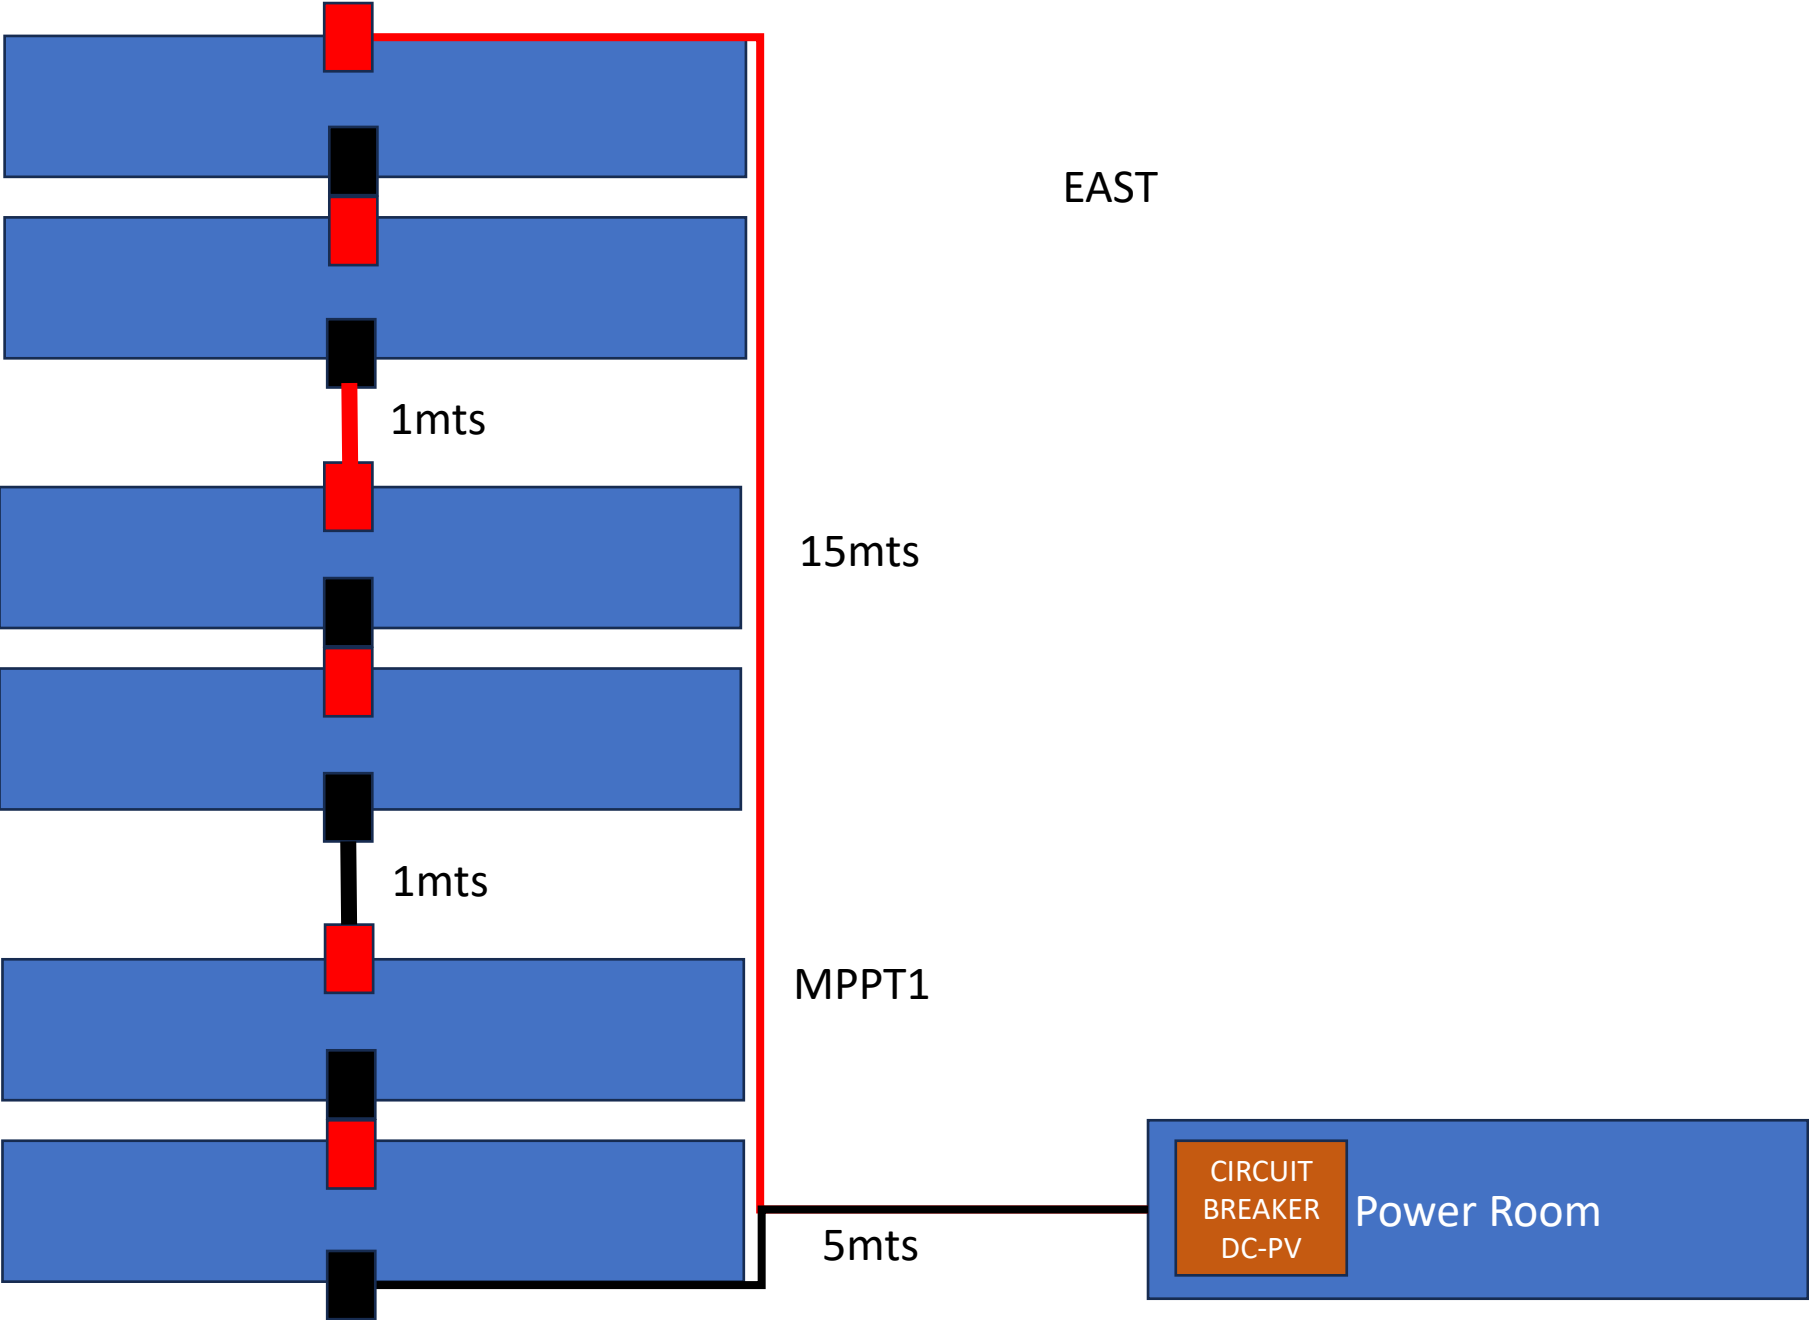 EAST
1mts
15mts
1mts
MPPT1
CIRCUIT
BREAKER
DC-PV
Power Room
5mts